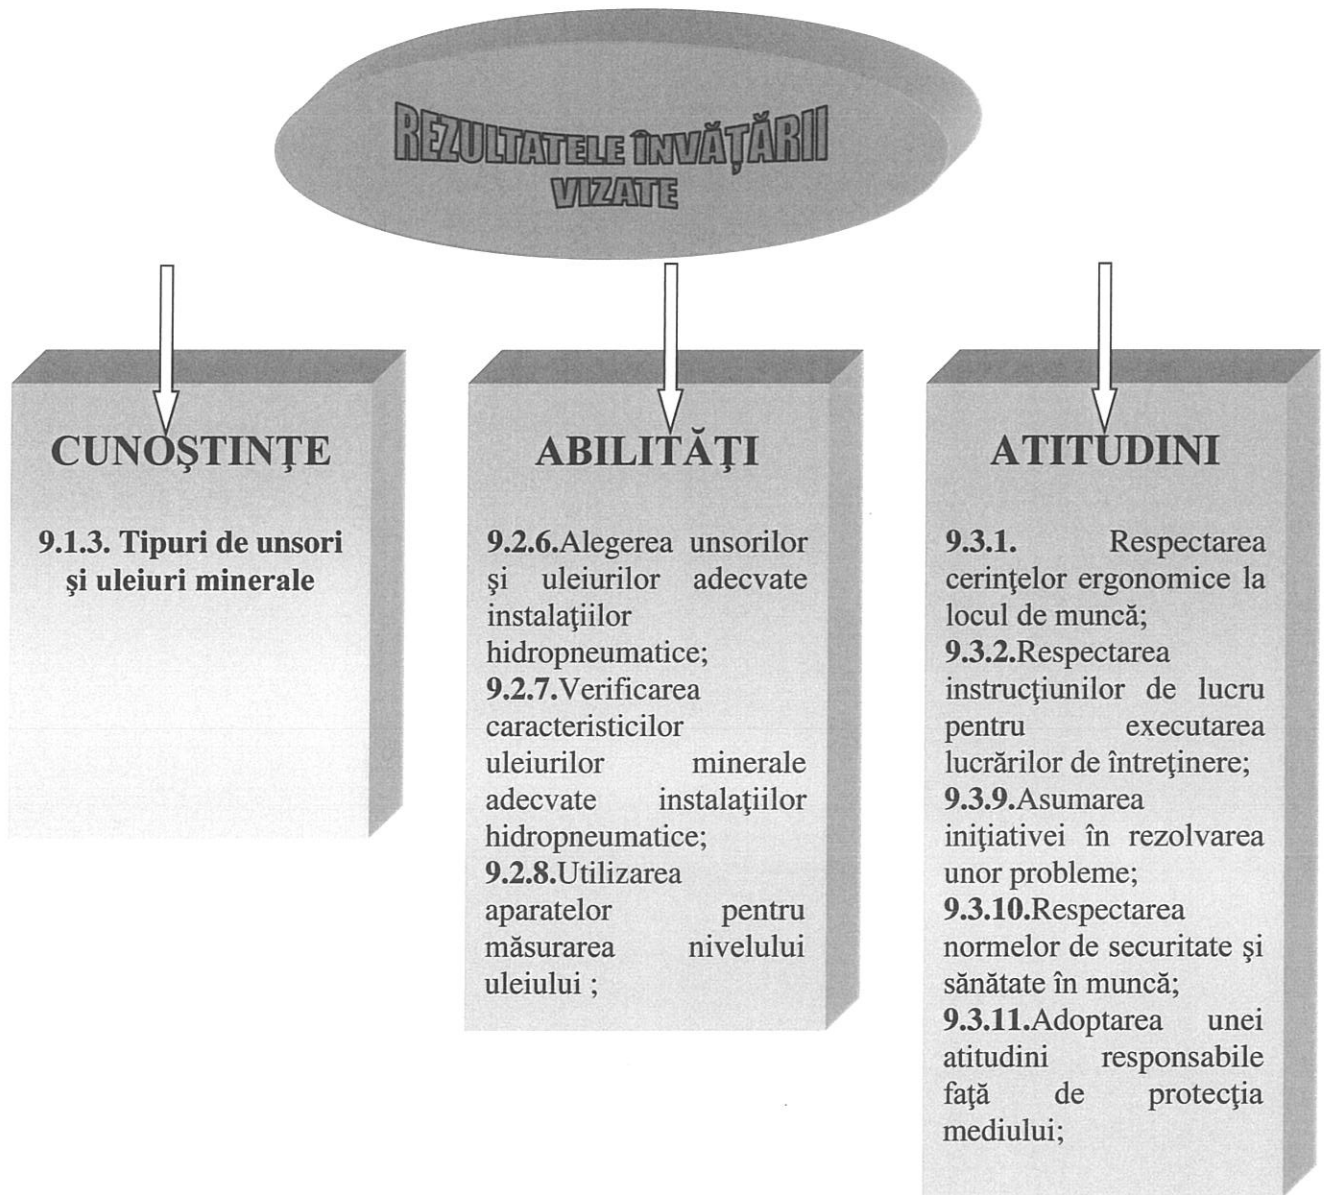 REZULTATELE ÎNVĂȚĂRII
VIZATE
CUNOŞTINŢE
9.1.3. Tipuri de unsori
şi uleiuri minerale
ABILITĂŢI
9.2.6.Alegerea unsorilor
şi uleiurilor adecvate
instalaţiilor
hidropneumatice;
9.2.7.Verificarea
caracteristicilor
uleiurilor minerale
adecvate instalaţiilor
hidropneumatice;
9.2.8.Utilizarea
aparatelor pentru
măsurarea nivelului
uleiului ;
ATITUDINI
9.3.1. Respectarea
cerinţelor ergonomice la
locul de muncă;
9.3.2.Respectarea
instrucţiunilor de lucru
pentru executarea
lucrărilor de întreţinere;
9.3.9.Asumarea
iniţiativei în rezolvarea
unor probleme;
9.3.10.Respectarea
normelor de securitate şi
sănătate în muncă;
9.3.11.Adoptarea unei
atitudini responsabile
faţă de protecţia
mediului;